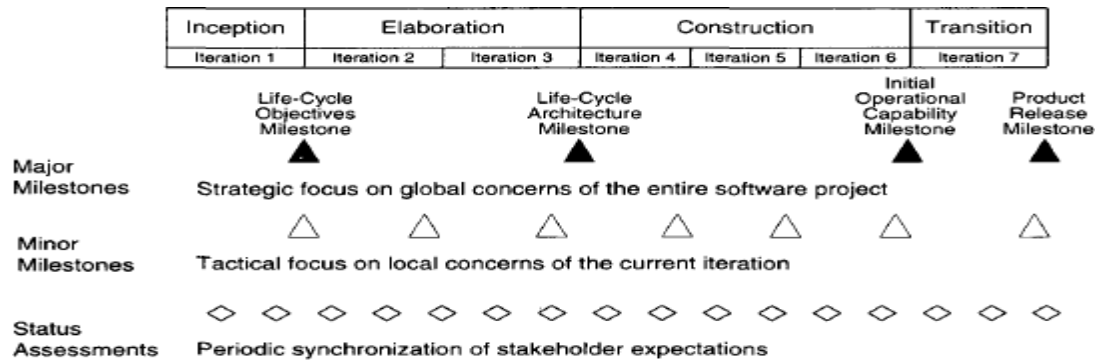 Inception Elaboration Construction Transition
Iteration 1 Iteration 2 Iteration 3 Iteration 4 Iteration 5 Iteration 6 Iteration 7
Life-Cycle
Objectives
Milestone
Life-Cycle
Architecture
Milestone
Initial
Operational
Capability
Milestone
Product
Release
Milestone
Major
Milestones
Strategic focus on global concerns of the entire software project
Minor
Milestones
Tactical focus on local concerns of the current iteration
Status
Assessments
Periodic synchronization of stakeholder expectations